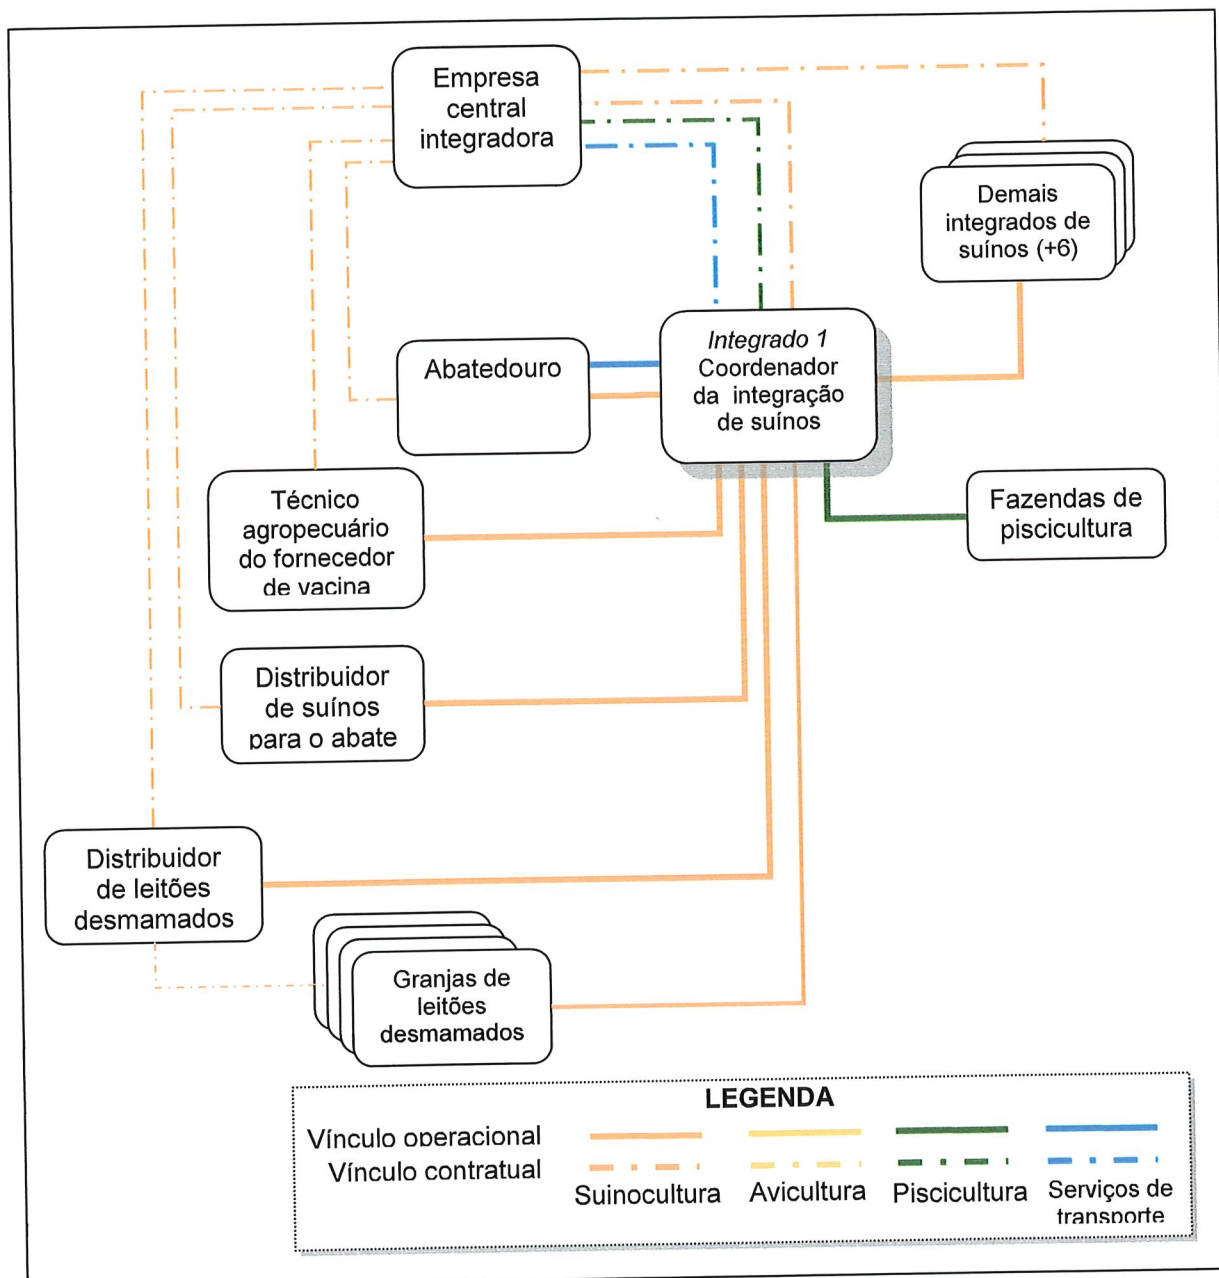 Empresa
central
integradora
Demais
integrados de
suínos (+6)
Integrado 1
Coordenador
da integração
de suínos
Abatedouro
Técnico
agropecuário
do fornecedor
de vacina
Fazendas de
piscicultura
Distribuidor
de suínos
para o abate
Distribuidor
de leitões
desmamados
Granjas de
leitões
desmamados
LEGENDA
Vínculo operacional
Vínculo contratual
Suinocultura
Avicultura
Piscicultura
Serviços de
transporte